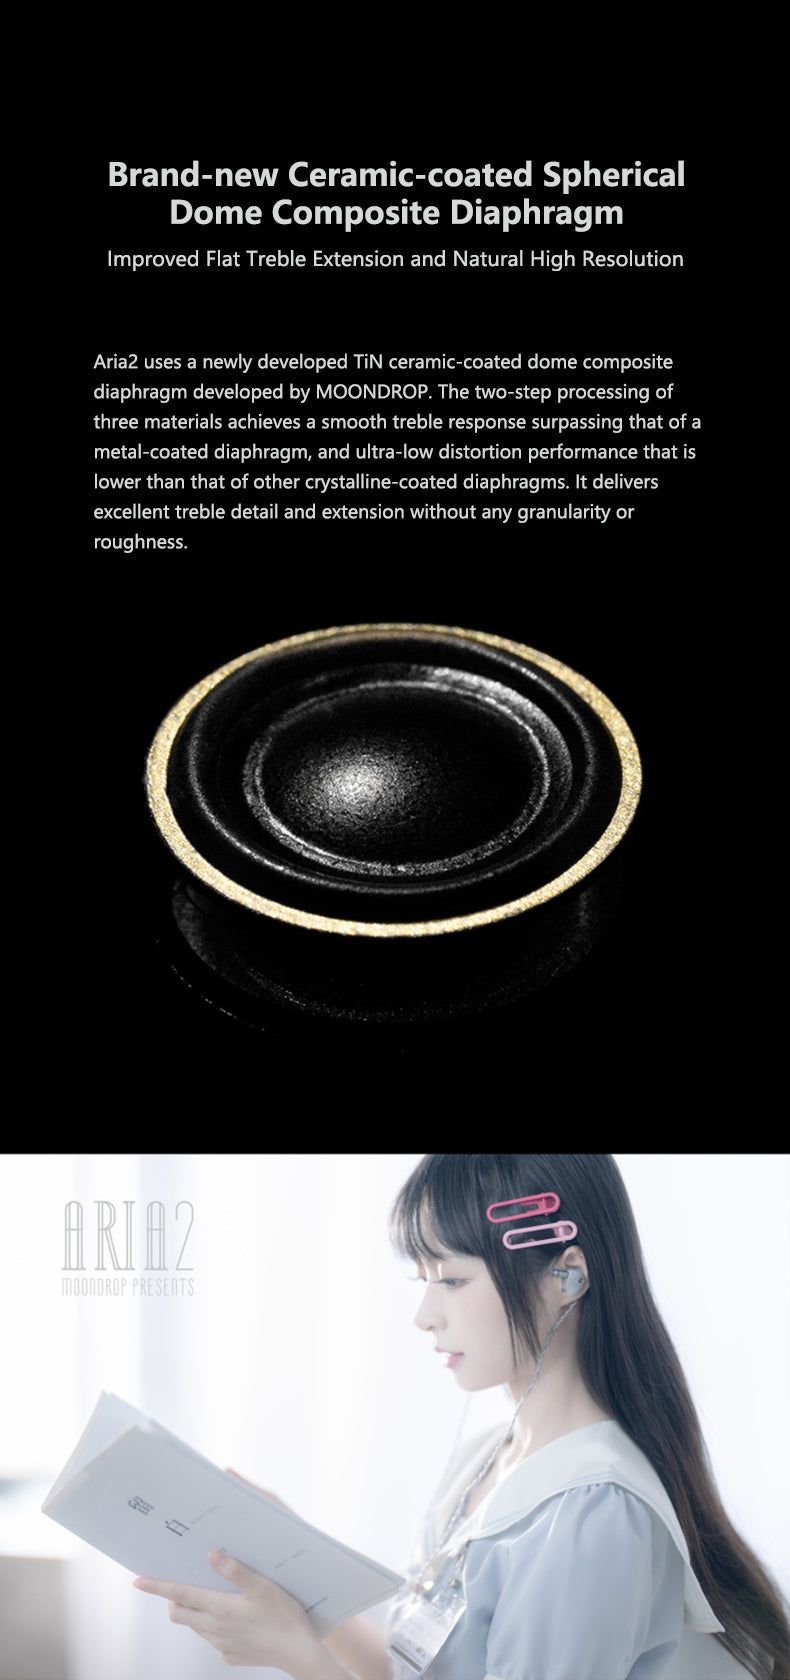 Brand-new Ceramic-coated Spherical
Dome Composite Diaphragm
Improved Flat Treble Extension and Natural High Resolution
Aria2 uses a newly developed TiN ceramic-coated dome composite
diaphragm developed by MOONDROP. The two-step processing of
three materials achieves a smooth treble response surpassing that of a
metal-coated diaphragm, and ultra-low distortion performance that is
lower than that of other crystalline-coated diaphragms. It delivers
excellent treble detail and extension without any granularity or
roughness.
ARIA2
MOONDROP PRESENTS